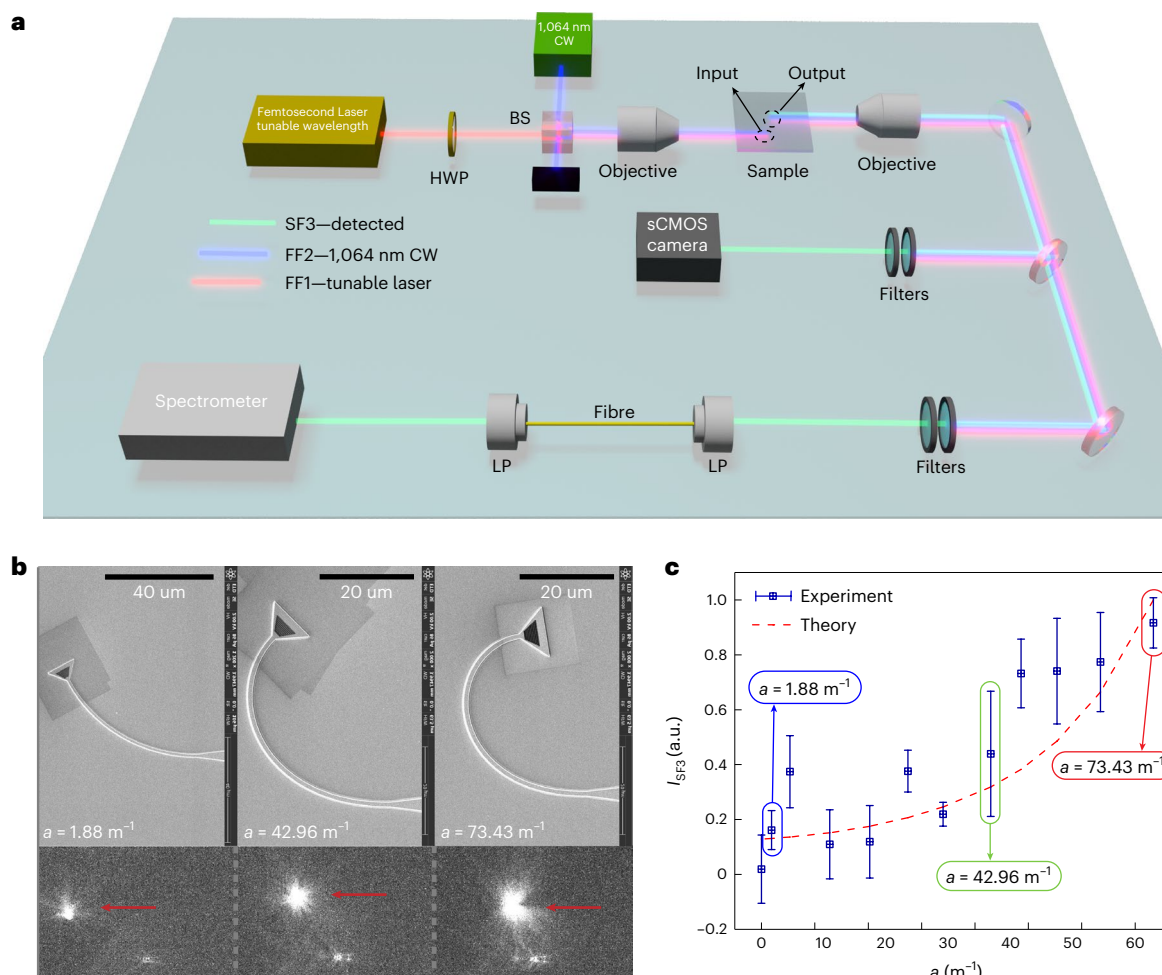 a
1,064 nm
CW
Femtosecond Laser
tunable wavelength
HWP
BS
Objective
Input
Output
Sample
Objective
SF3—detected
FF2—1,064 nm CW
FF1—tunable laser
sCMOS
camera
Filters
Spectrometer
LP
Fibre
LP
Filters
b
40 um
20 um
20 um
a = 1.88 m⁻¹
a = 42.96 m⁻¹
a = 73.43 m⁻¹
c
Experiment
Theory
a = 1.88 m⁻¹
a = 73.43 m⁻¹
a = 42.96 m⁻¹
1.0
0.8
0.6
0.4
0.2
0
−0.2
I_SF3 (a.u.)
0
10
20
30
40
50
60
a (m⁻¹)